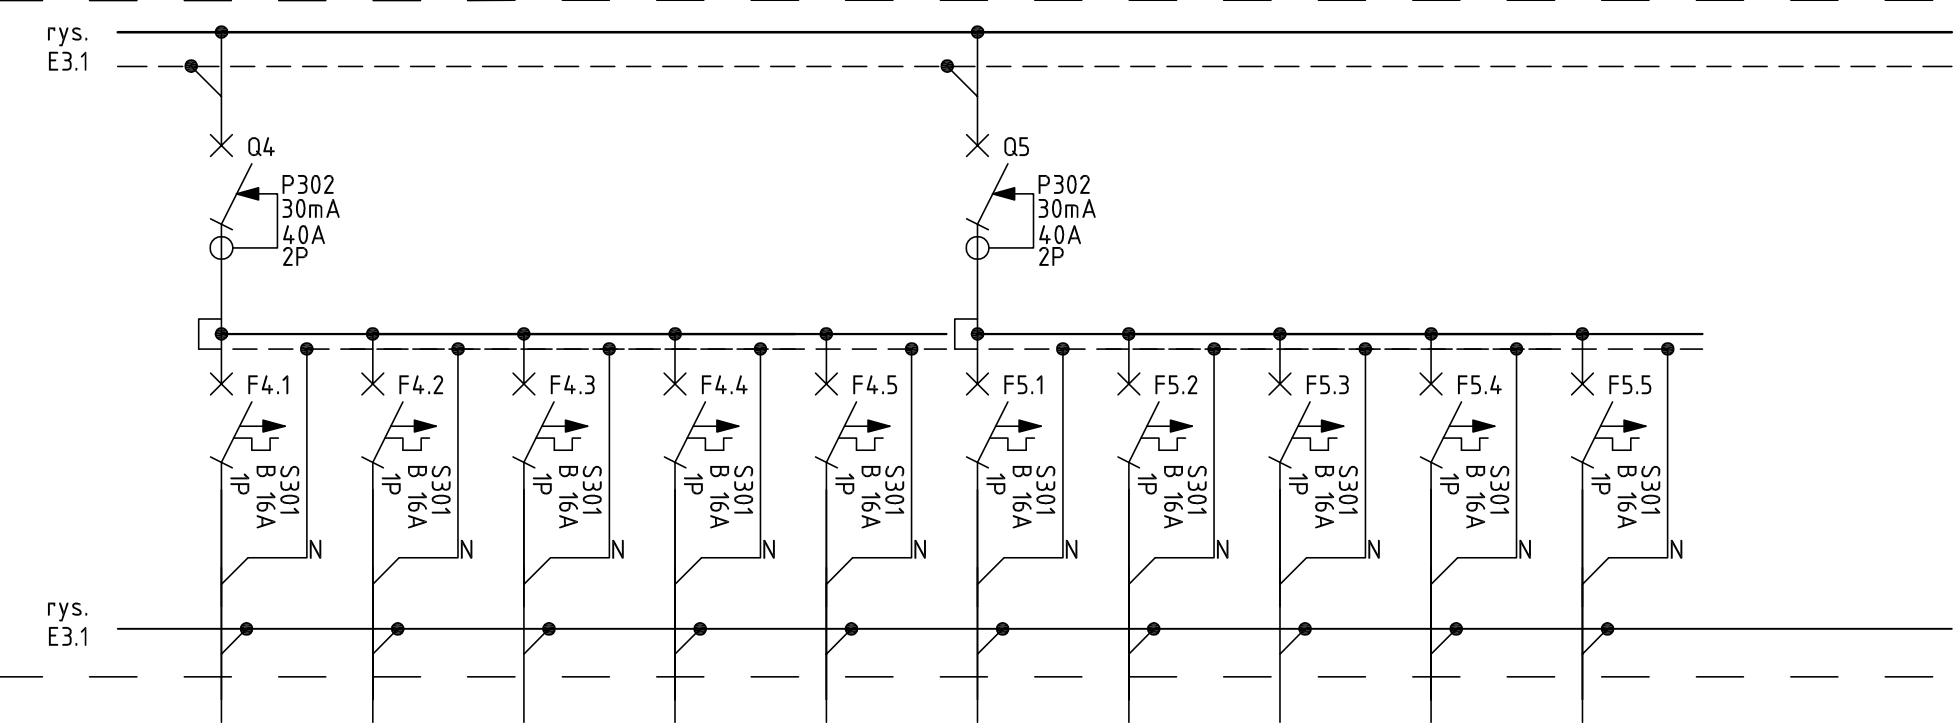 rys.
E3.1
Q4
P302
30mA
40A
2P
Q5
P302
30mA
40A
2P
F4.1
S301
B 16A
1P
N
F4.2
S301
B 16A
1P
N
F4.3
S301
B 16A
1P
N
F4.4
S301
B 16A
1P
N
F4.5
S301
B 16A
1P
N
F5.1
S301
B 16A
1P
N
F5.2
S301
B 16A
1P
N
F5.3
S301
B 16A
1P
N
F5.4
S301
B 16A
1P
N
F5.5
S301
B 16A
1P
N
rys.
E3.1